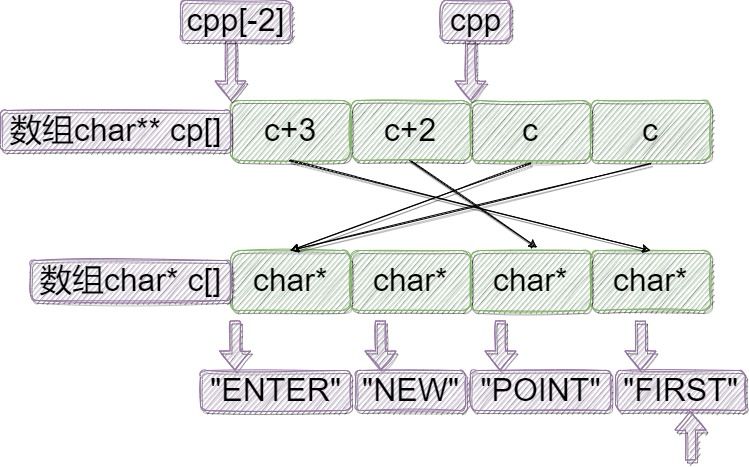 cpp[-2] cpp
数组char** cp[] c+3 c+2 c c
数组char* c[] char* char* char* char*
"ENTER" "NEW" "POINT" "FIRST"